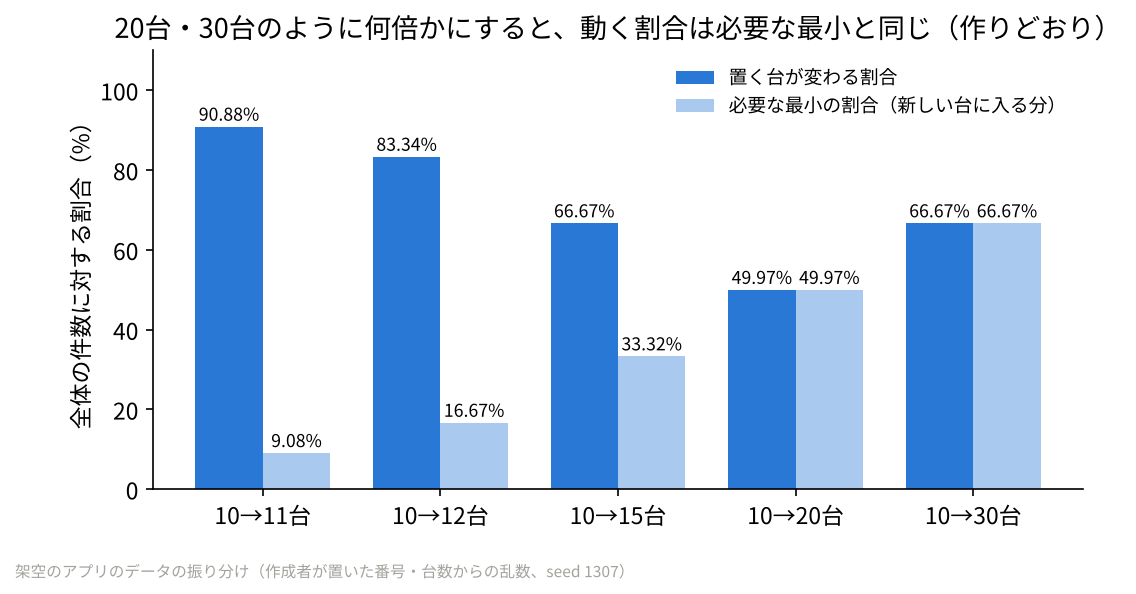 20台・30台のように何倍かにすると、動く割合は必要な最小と同じ（作りどおり）
置く台が変わる割合
必要な最小の割合（新しい台に入る分）
全体の件数に対する割合（%）
100
80
60
40
20
0
90.88%
9.08%
83.34%
16.67%
66.67%
33.32%
49.97%
49.97%
66.67%
66.67%
10→11台
10→12台
10→15台
10→20台
10→30台
架空のアプリのデータの振り分け（作成者が置いた番号・台数からの乱数、seed 1307）